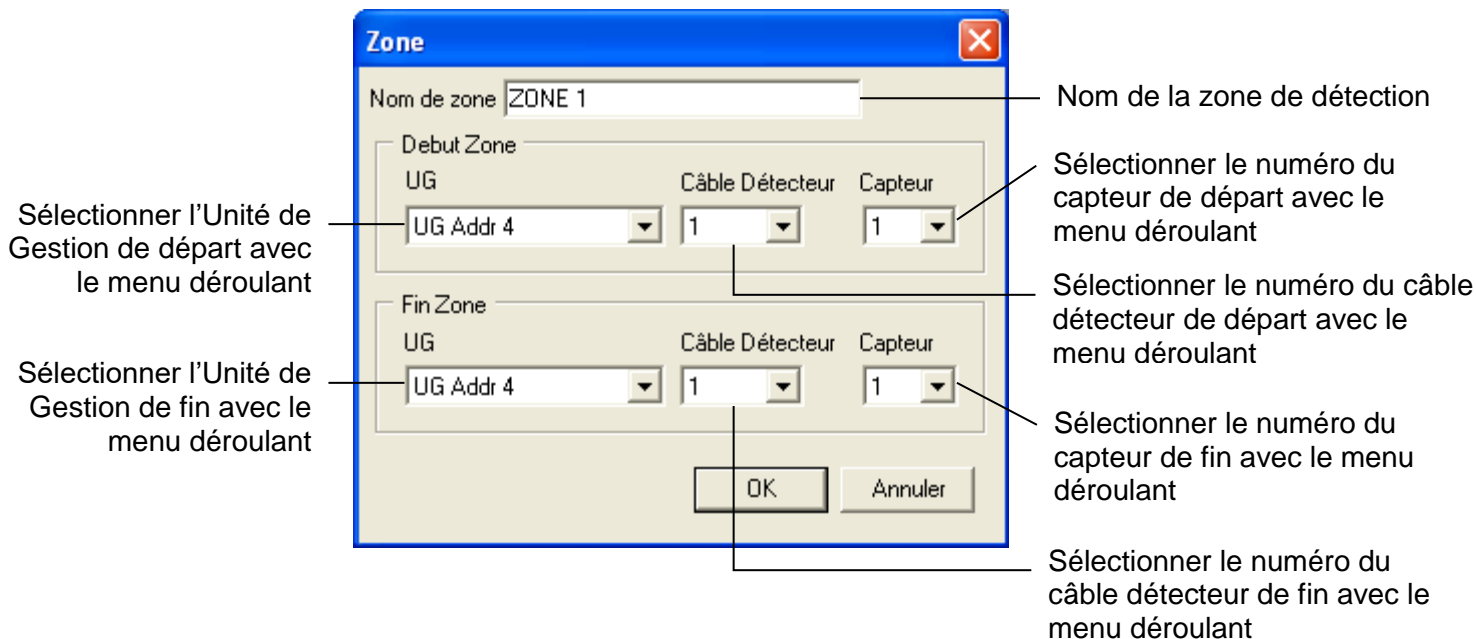 Zone
Nom de zone ZONE 1
Nom de la zone de détection
Debut Zone
UG Câble Détecteur Capteur
UG Addr 4 1 1
Sélectionner l’Unité de
Gestion de départ avec
le menu déroulant
Sélectionner le numéro du
capteur de départ avec le
menu déroulant
Sélectionner le numéro du câble
détecteur de départ avec le
menu déroulant
Fin Zone
UG Câble Détecteur Capteur
UG Addr 4 1 1
Sélectionner l’Unité de
Gestion de fin avec le
menu déroulant
Sélectionner le numéro du
capteur de fin avec le menu
déroulant
OK Annuler
Sélectionner le numéro du
câble détecteur de fin avec le
menu déroulant